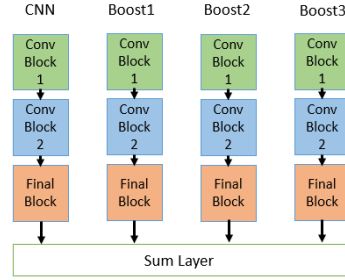 CNN Boost1 Boost2 Boost3
Conv Block 1 Conv Block 1 Conv Block 1 Conv Block 1
Conv Block 2 Conv Block 2 Conv Block 2 Conv Block 2
Final Block Final Block Final Block Final Block
Sum Layer